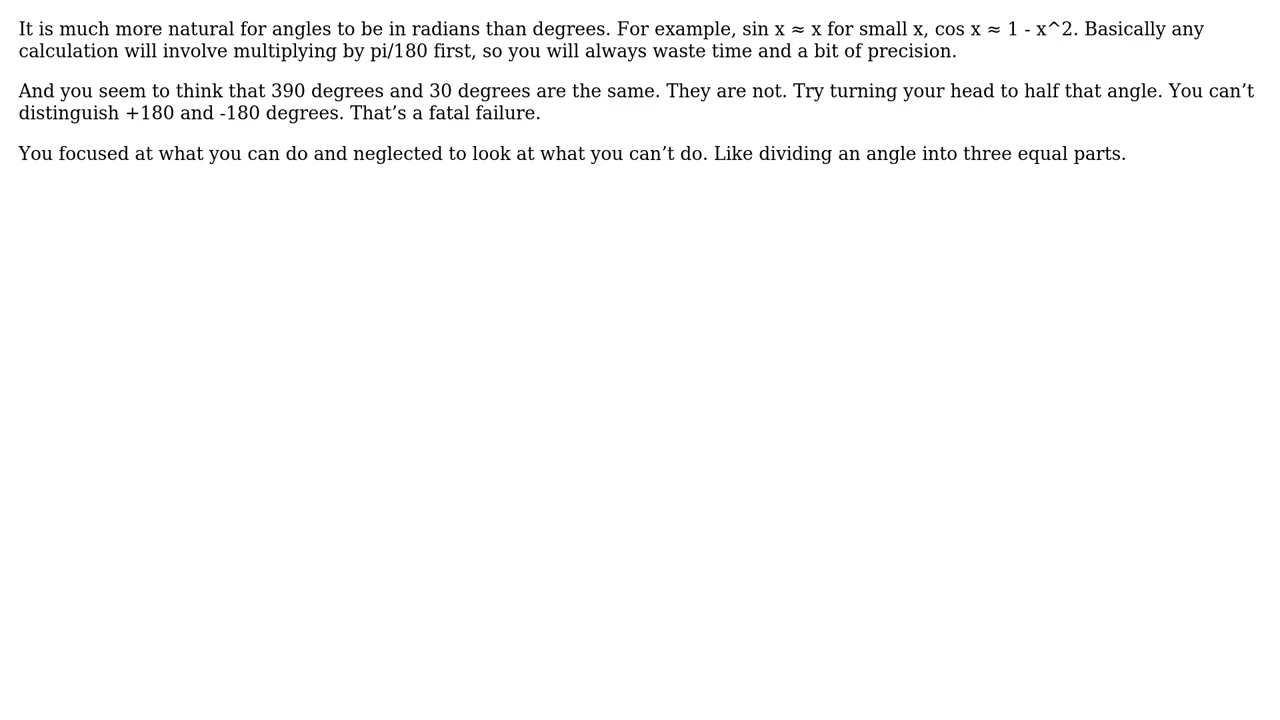 It is much more natural for angles to be in radians than degrees. For example, sin x ≈ x for small x, cos x ≈ 1 - x^2. Basically any
calculation will involve multiplying by pi/180 first, so you will always waste time and a bit of precision.
And you seem to think that 390 degrees and 30 degrees are the same. They are not. Try turning your head to half that angle. You can’t
distinguish +180 and -180 degrees. That’s a fatal failure.
You focused at what you can do and neglected to look at what you can’t do. Like dividing an angle into three equal parts.